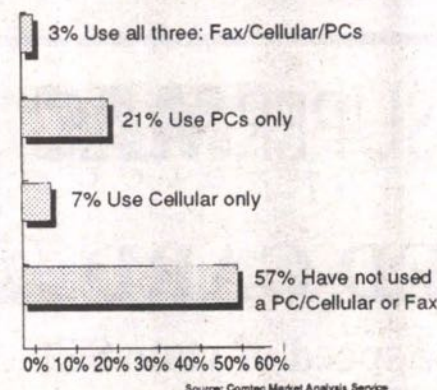 3% Use all three: Fax/Cellular/PCs
21% Use PCs only
7% Use Cellular only
57% Have not used
a PC/Cellular or Fax
0% 10% 20% 30% 40% 50% 60%
Source: Comtec Market Analysis Service